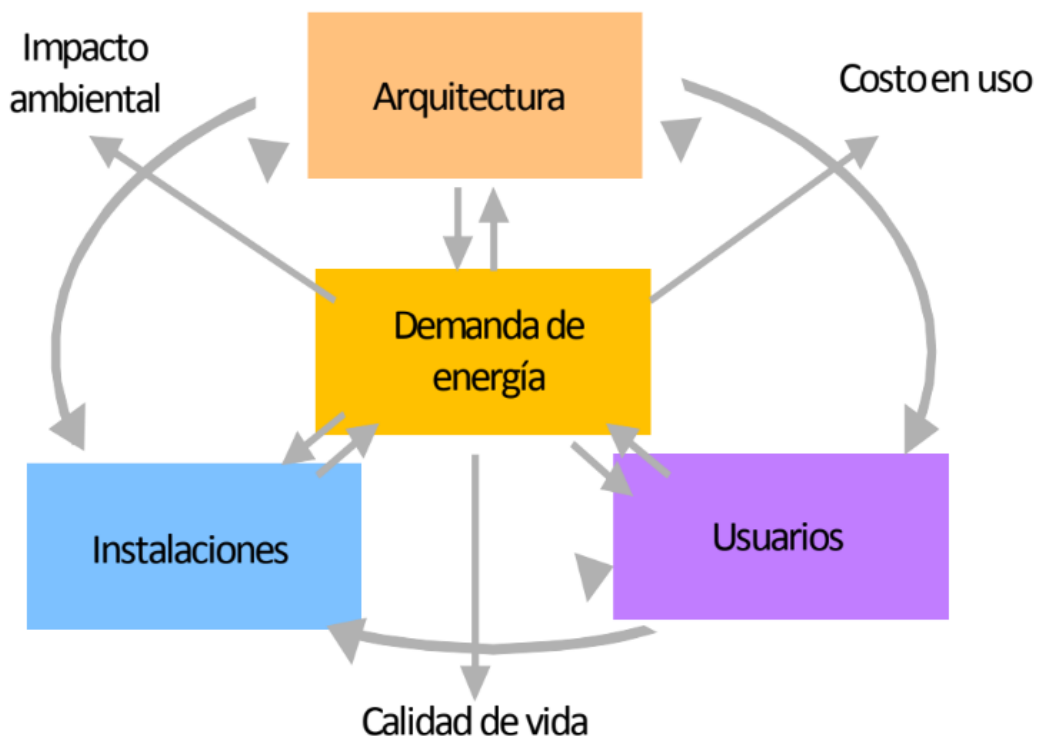 Impacto
ambiental
Arquitectura
Costo en uso
Demanda de
energía
Instalaciones
Usuarios
Calidad de vida